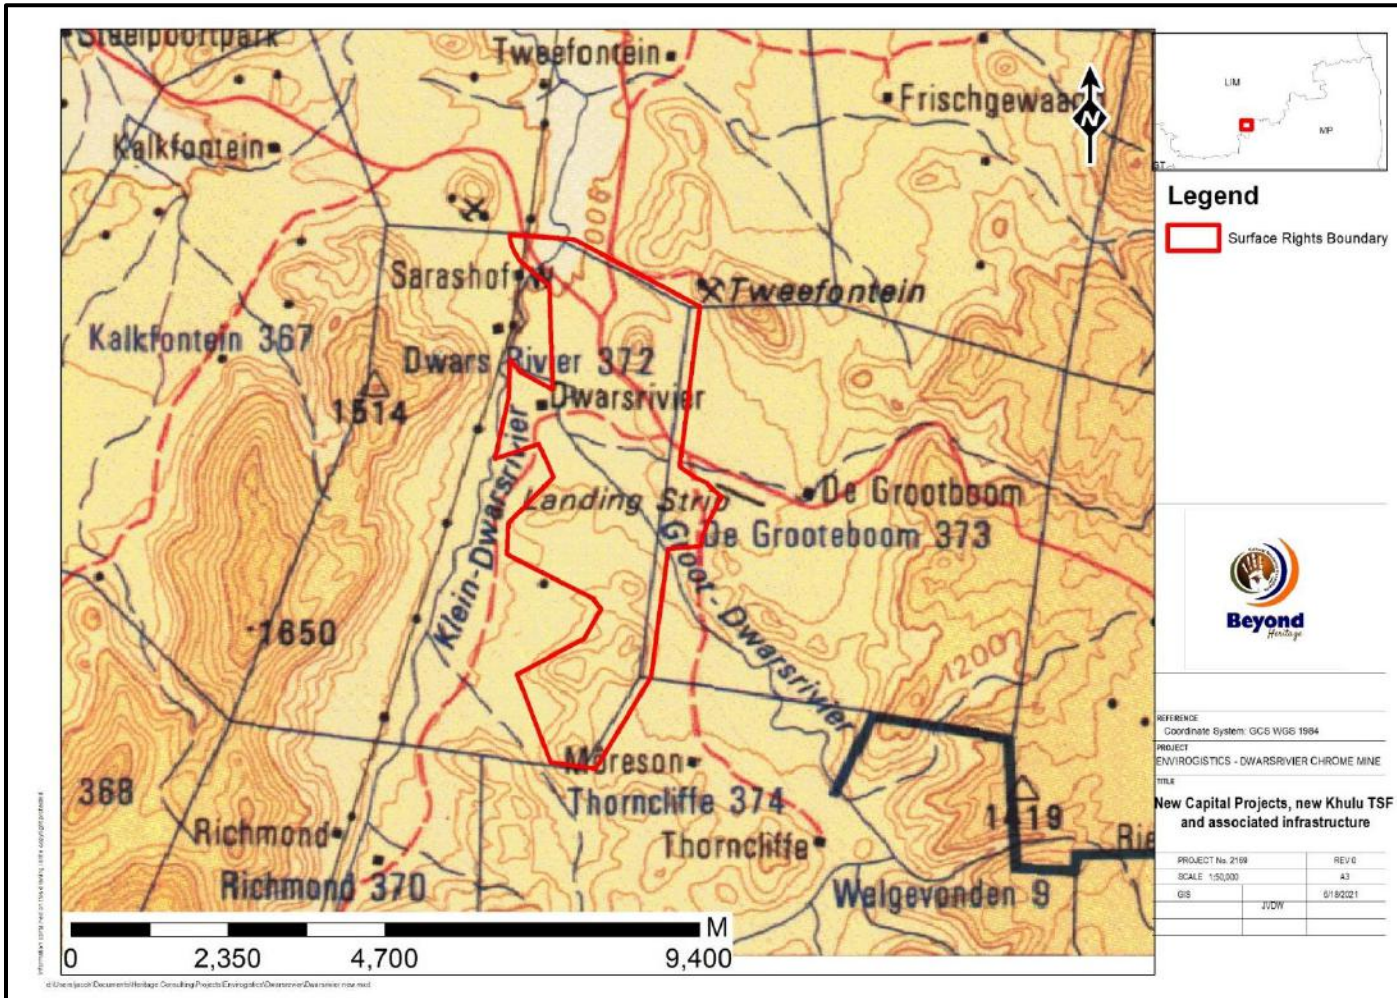 Steelpoortpark
Tweefontein
Frischgewaagd
Kalkfontein
N
900
Sarashof
Tweefontein
Kalkfontein 367
Dwars Rivier 372
1514
Dwarsrivier
Klein-Dwarsrivier
Landing Strip
De Grootboom
De Grooteboom 373
Groot-Dwarsrivier
1650
1200
Môreson
368
Thorncliffe 374
1419
Richmond
Thorncliffe
Richmond 370
Welgevonden 9
M
0 2,350 4,700 9,400
LIM
MP
GT
Legend
Surface Rights Boundary
Beyond
Heritage
REFERENCE
Coordinate System: GCS WGS 1984
PROJECT
ENVIROGISTICS - DWARSRIVIER CHROME MINE
TITLE
New Capital Projects, new Khulu TSF
and associated infrastructure
PROJECT No. 2169 REV 0
SCALE 1:50,000 A3
GIS 6/18/2021
JVDW